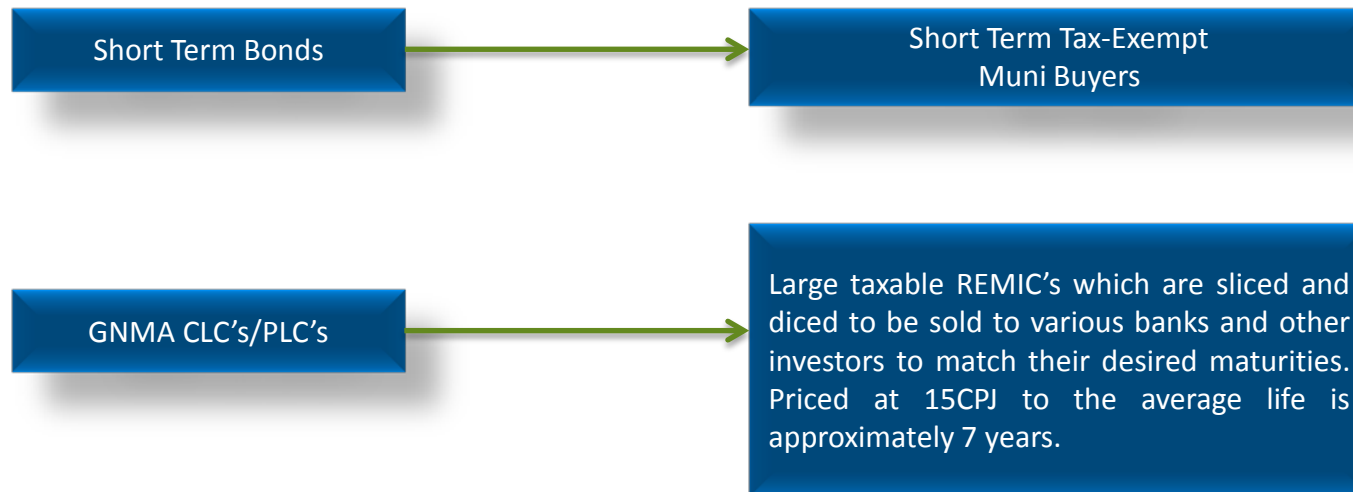 Short Term Bonds
Short Term Tax-Exempt
Muni Buyers
GNMA CLC's/PLC's
Large taxable REMIC's which are sliced and
diced to be sold to various banks and other
investors to match their desired maturities.
Priced at 15CPJ to the average life is
approximately 7 years.